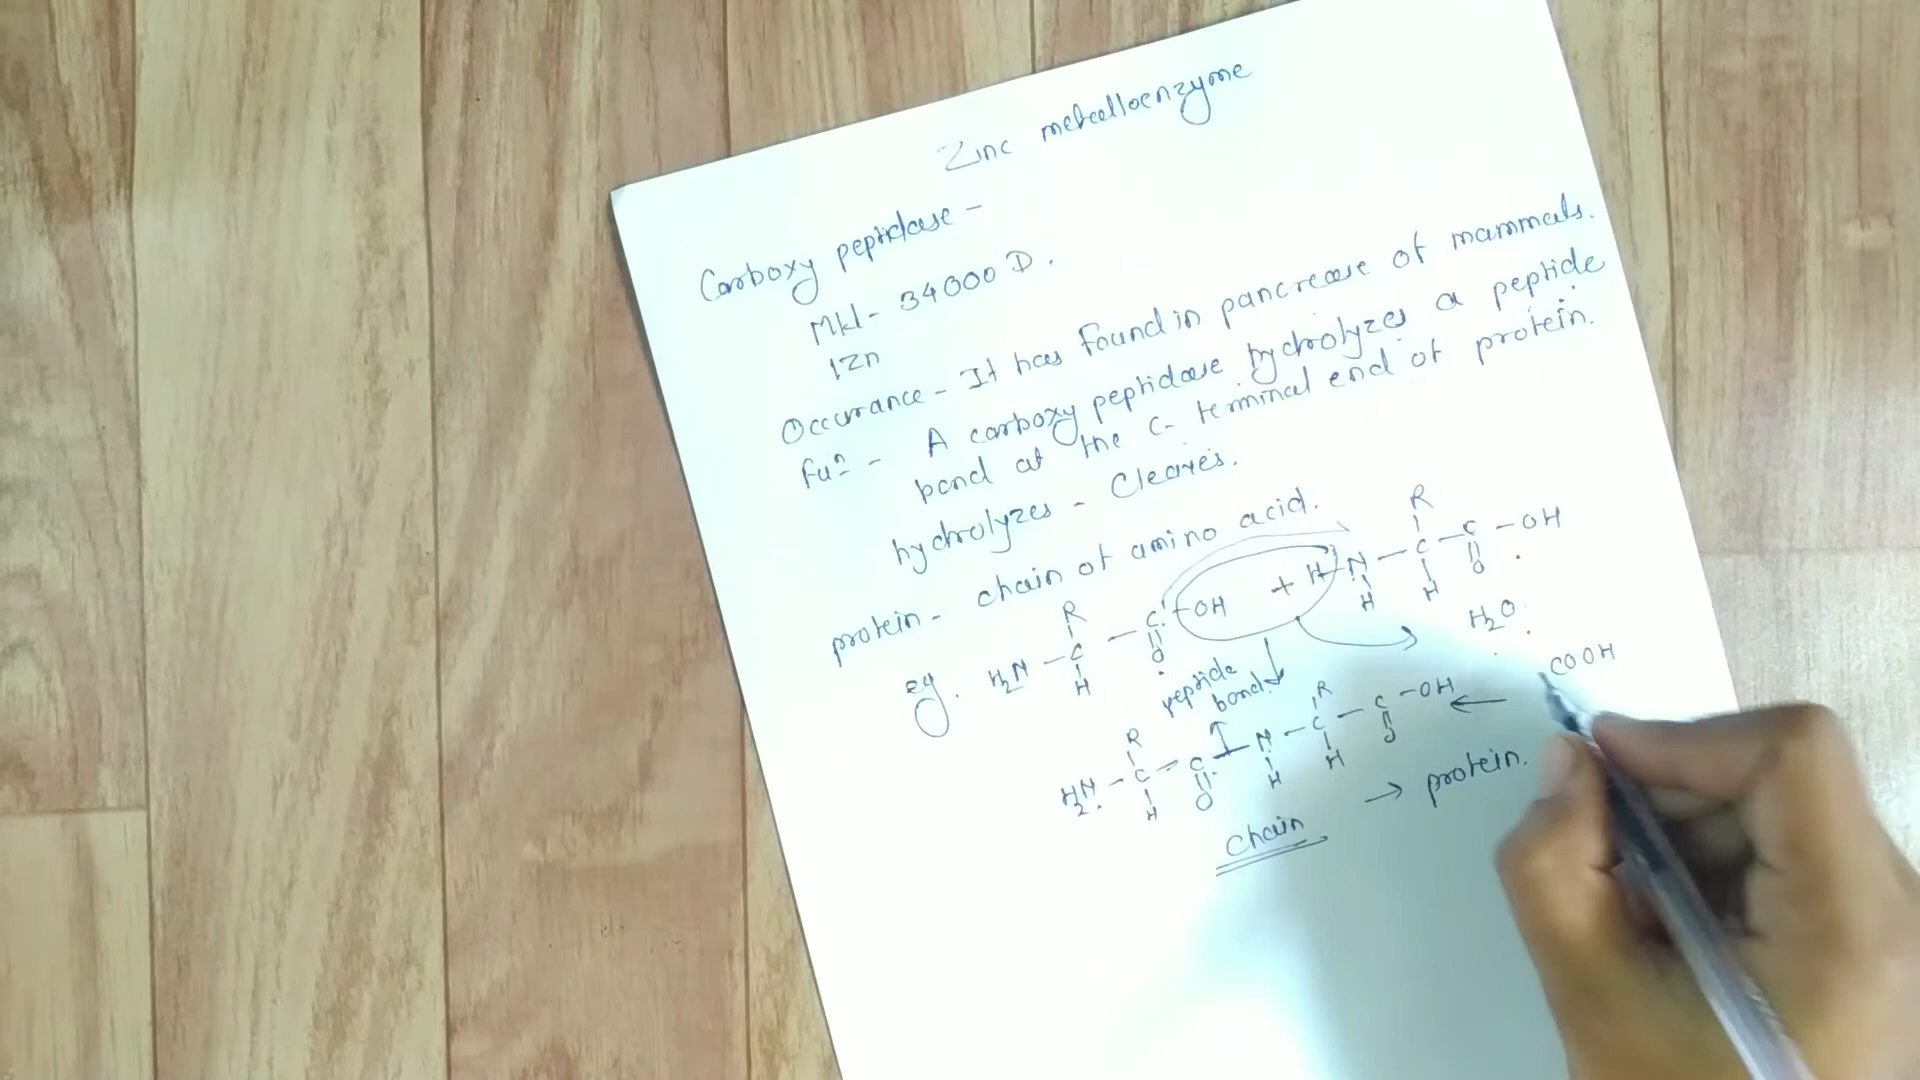 Zinc metalloenzyme
Carboxy peptidase -
MW - 34000 D.
1Zn
Occurrance - It has found in pancrease of mammals.
Fun - A carboxy peptidase hydrolyzes a peptide
bond at the C- terminal end of protein.
hydrolyzes - Cleaves.
protein - chain of amino acid.
R R
eg. H2N - C - C - OH + H - N - C - C - OH
H O H H O
H2O
peptide
bond.
COOH
R R
H2N - C - C - N - C - C - OH ←
H O H H O
chain → protein.